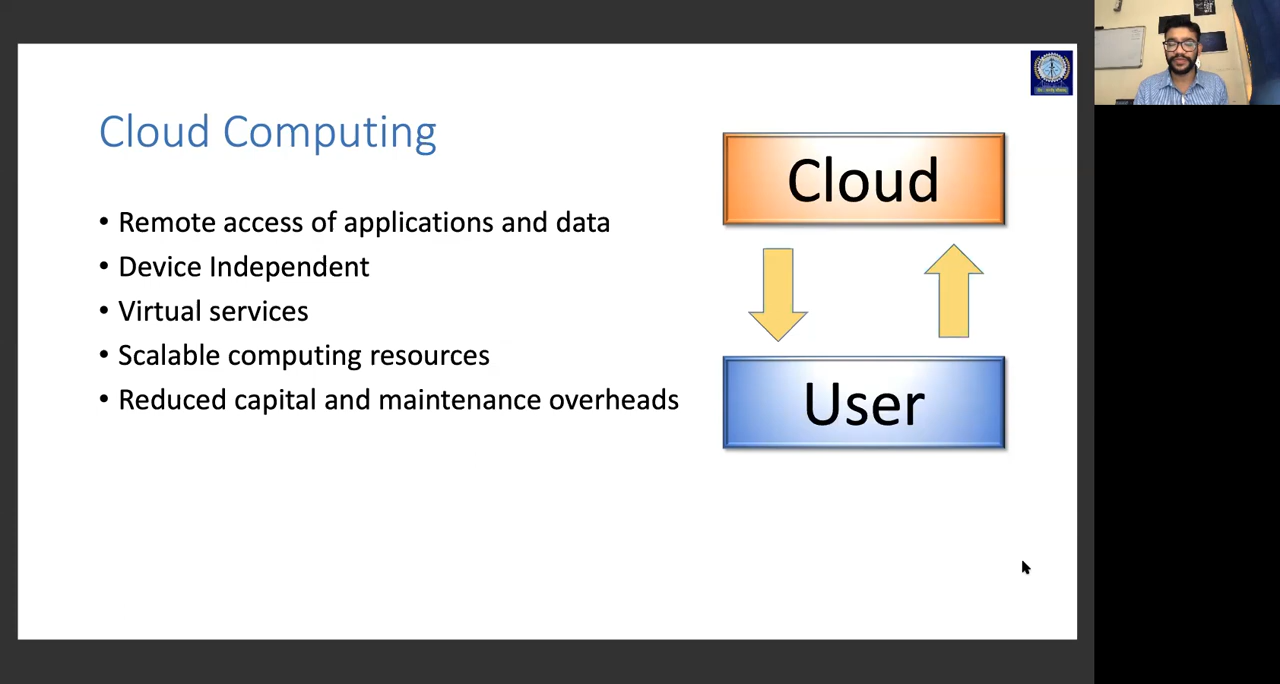 Cloud Computing
• Remote access of applications and data
• Device Independent
• Virtual services
• Scalable computing resources
• Reduced capital and maintenance overheads
Cloud
User